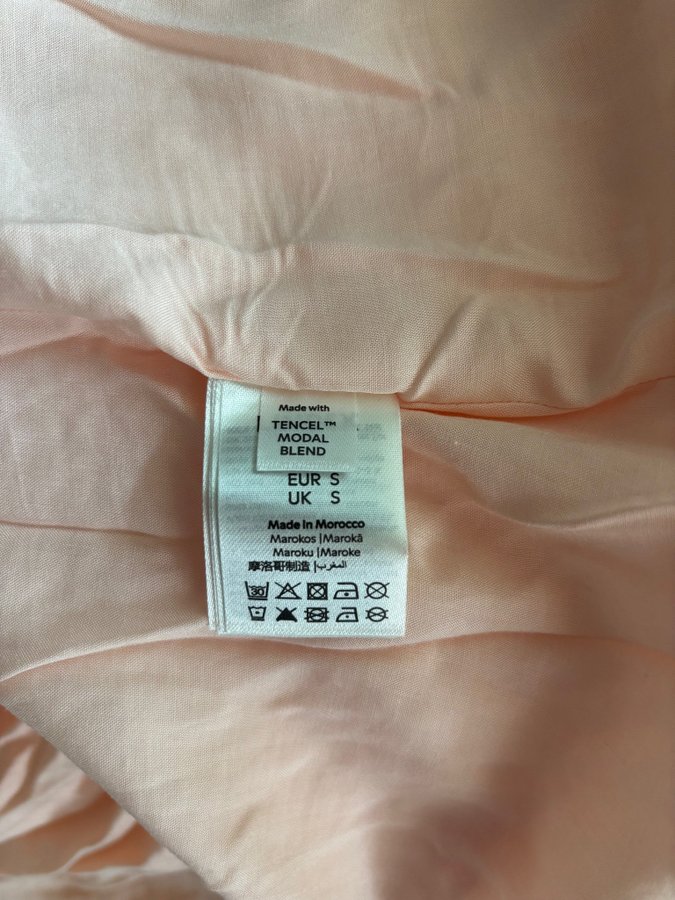 Made with
TENCEL™
MODAL
BLEND
EUR S
UK S
Made in Morocco
Marokos | Marokā
Maroku | Maroke
摩洛哥制造 | المغرب
30